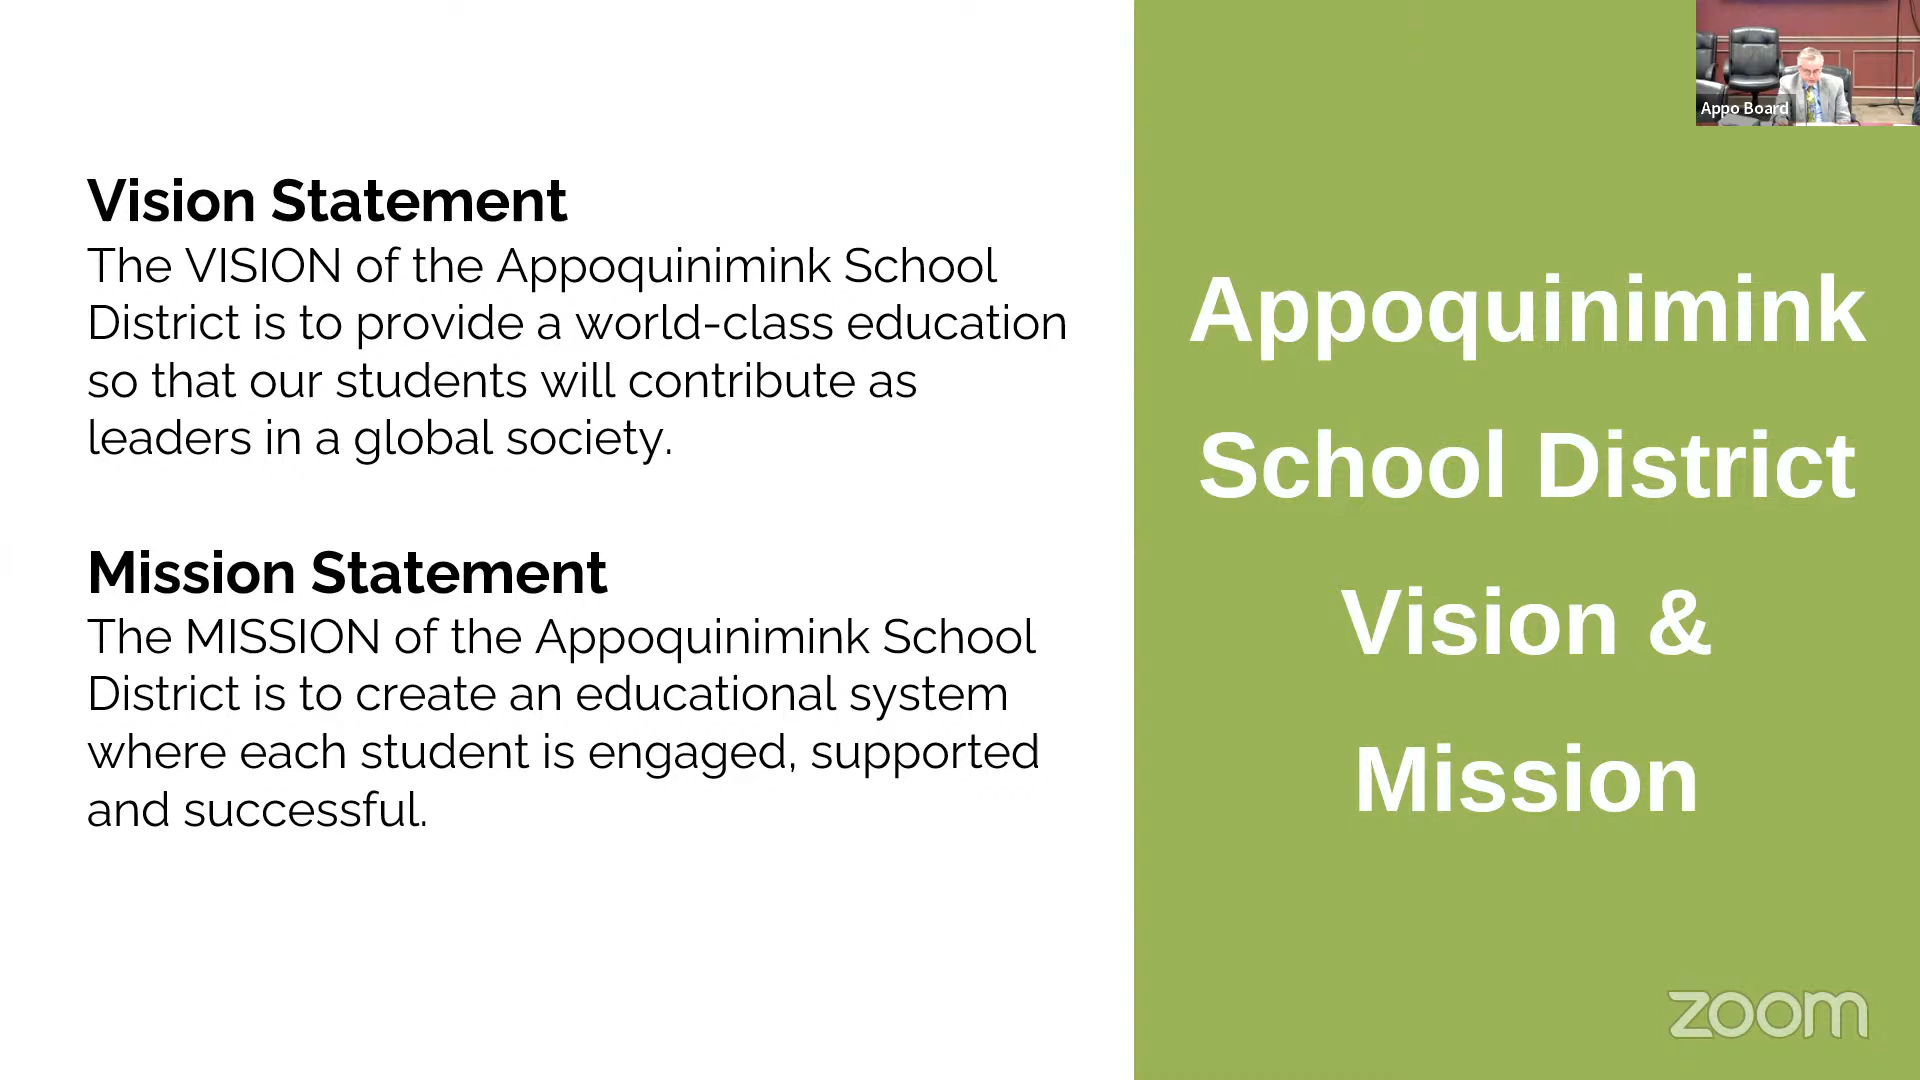 Vision Statement
The VISION of the Appoquinimink School
District is to provide a world-class education
so that our students will contribute as
leaders in a global society.
Mission Statement
The MISSION of the Appoquinimink School
District is to create an educational system
where each student is engaged, supported
and successful.
Appoquinimink
School District
Vision &
Mission
Appo Board
zoom